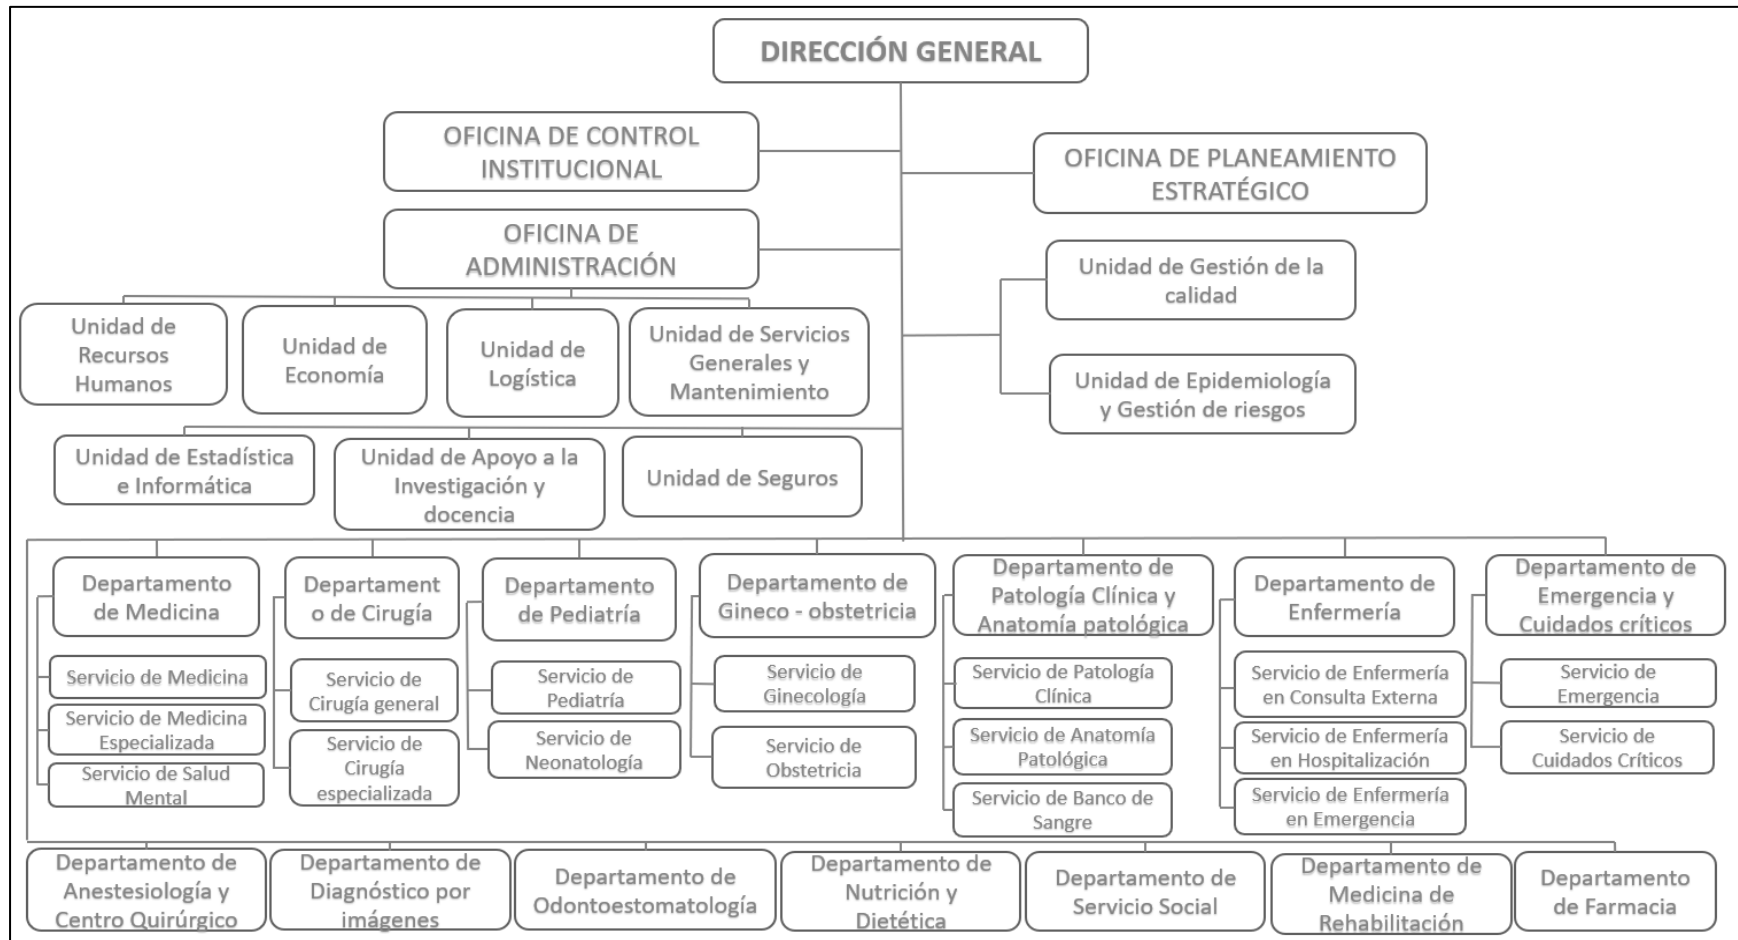 DIRECCIÓN GENERAL
OFICINA DE CONTROL
INSTITUCIONAL
OFICINA DE PLANEAMIENTO
ESTRATÉGICO
OFICINA DE
ADMINISTRACIÓN
Unidad de Gestión de la
calidad
Unidad de
Recursos
Humanos
Unidad de
Economía
Unidad de
Logística
Unidad de Servicios
Generales y
Mantenimiento
Unidad de Epidemiología
y Gestión de riesgos
Unidad de Estadística
e Informática
Unidad de Apoyo a la
Investigación y
docencia
Unidad de Seguros
Departamento
de Medicina
Servicio de Medicina
Servicio de Medicina
Especializada
Servicio de Salud
Mental
Departament
o de Cirugía
Servicio de
Cirugía general
Servicio de
Cirugía
especializada
Departamento
de Pediatría
Servicio de
Pediatría
Servicio de
Neonatología
Departamento de
Gineco - obstetricia
Servicio de
Ginecología
Servicio de
Obstetricia
Departamento de
Patología Clínica y
Anatomía patológica
Servicio de Patología
Clínica
Servicio de Anatomía
Patológica
Servicio de Banco de
Sangre
Departamento de
Enfermería
Servicio de Enfermería
en Consulta Externa
Servicio de Enfermería
en Hospitalización
Servicio de Enfermería
en Emergencia
Departamento de
Emergencia y
Cuidados críticos
Servicio de
Emergencia
Servicio de
Cuidados Críticos
Departamento de
Anestesiología y
Centro Quirúrgico
Departamento de
Diagnóstico por
imágenes
Departamento de
Odontoestomatología
Departamento de
Nutrición y
Dietética
Departamento de
Servicio Social
Departamento de
Medicina de
Rehabilitación
Departamento
de Farmacia